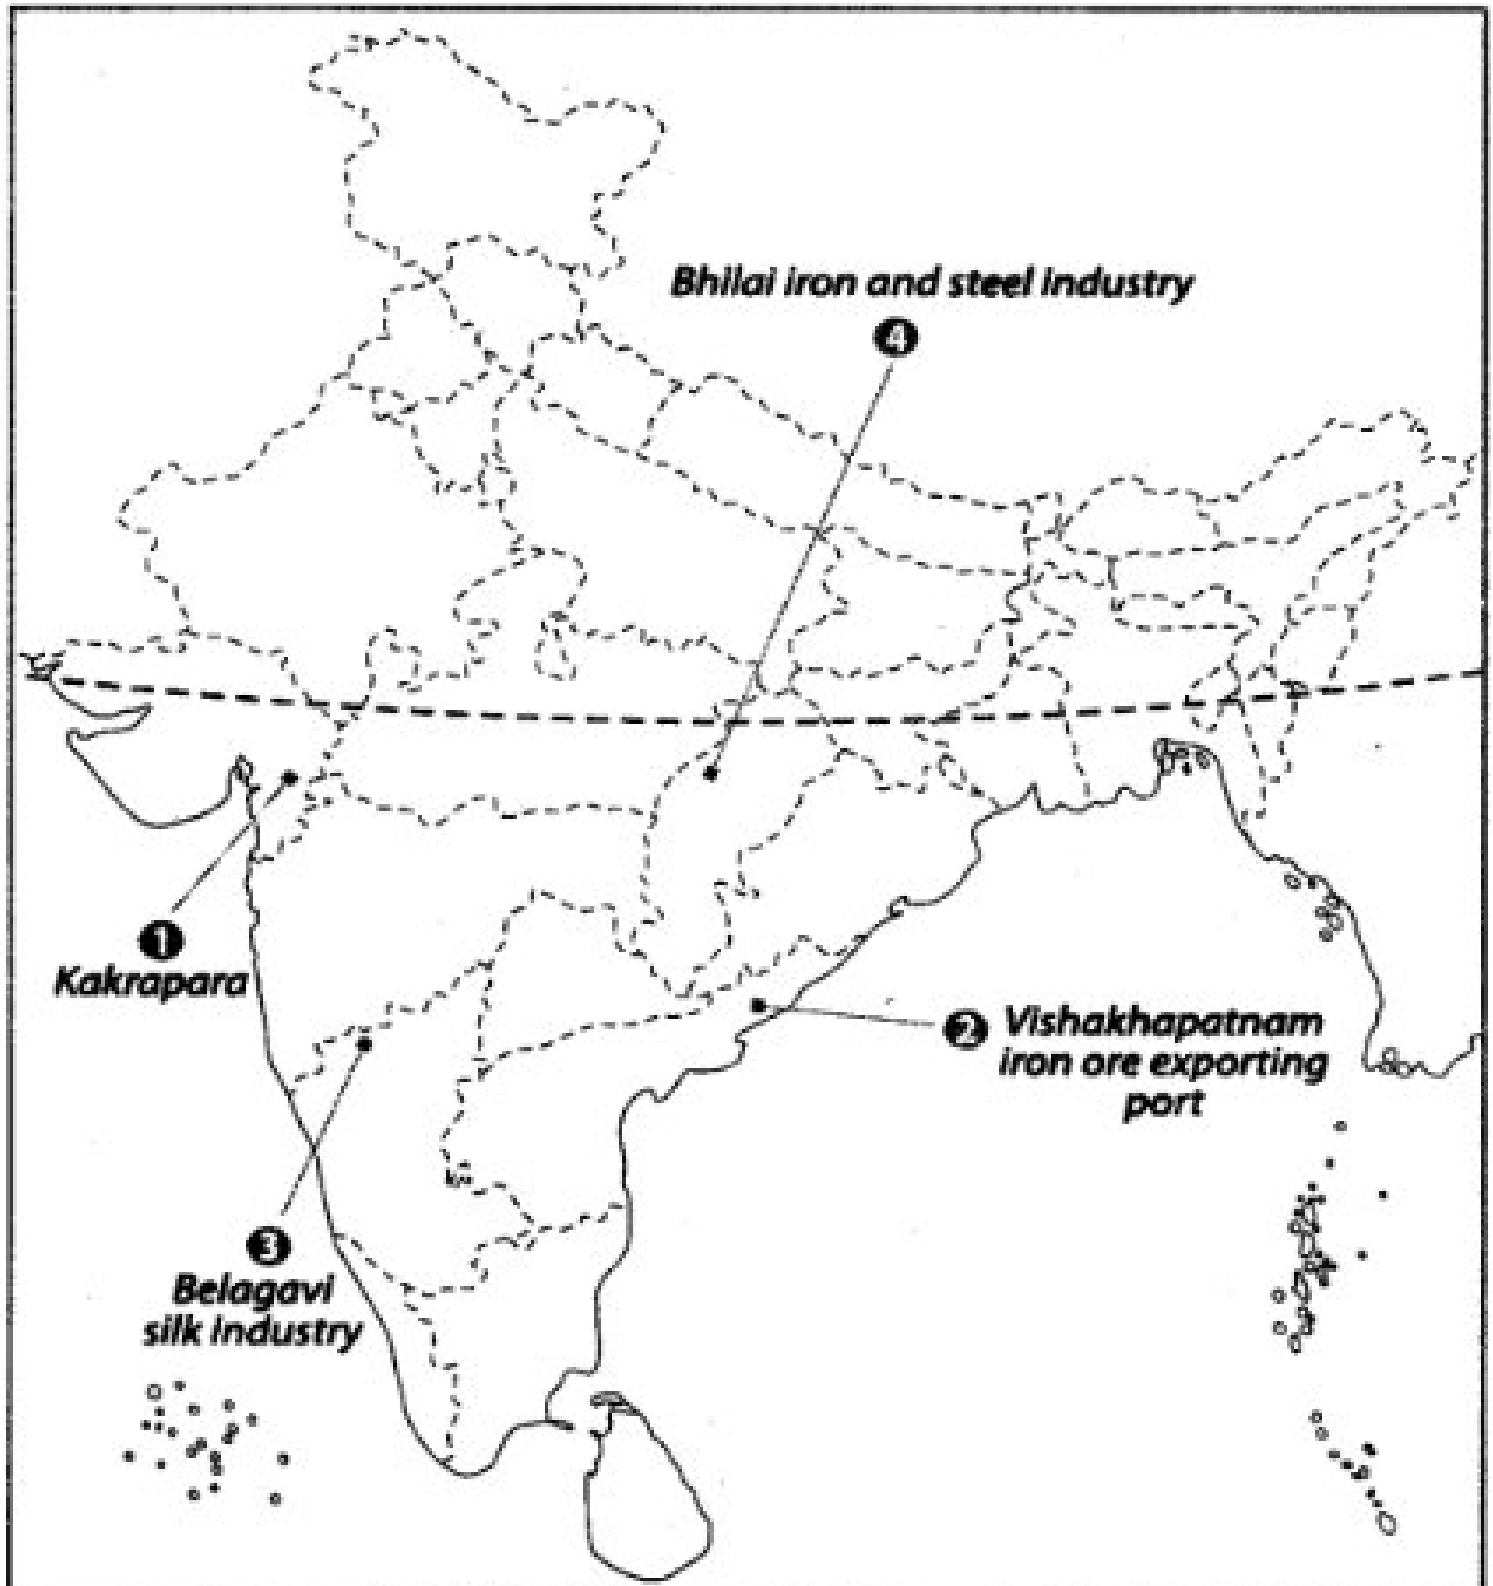 Bhilai iron and steel industry
4
1
Kakrapara
2 Vishakhapatnam
iron ore exporting
port
3
Belagavi
silk industry